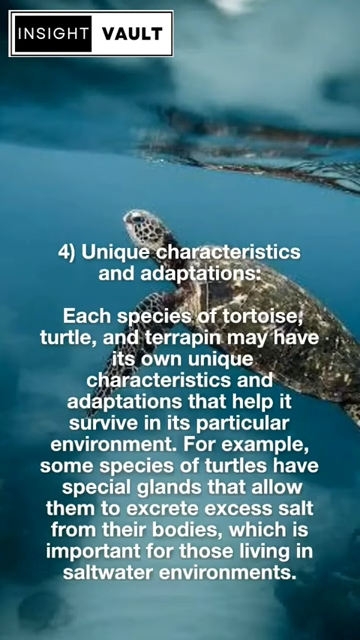 INSIGHT VAULT
4) Unique characteristics
and adaptations:
Each species of tortoise,
turtle, and terrapin may have
its own unique
characteristics and
adaptations that help it
survive in its particular
environment. For example,
some species of turtles have
special glands that allow
them to excrete excess salt
from their bodies, which is
important for those living in
saltwater environments.